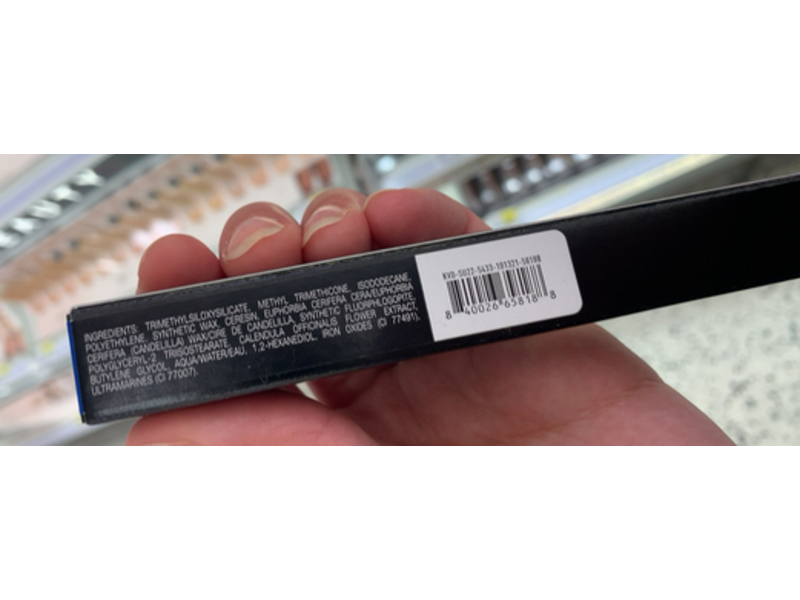 EAUTY
INGREDIENTS: TRIMETHYLSILOXYSILICATE, METHYL TRIMETHICONE, ISODODECANE,
POLYETHYLENE, SYNTHETIC WAX, CERESIN, EUPHORBIA CERIFERA CERA/EUPHORBIA
CERIFERA (CANDELILLA) WAX/CIRE DE CANDELILLA, SYNTHETIC FLUORPHLOGOPITE,
POLYGLYCERYL-2 TRIISOSTEARATE, CALENDULA OFFICINALIS FLOWER EXTRACT,
BUTYLENE GLYCOL, AQUA/WATER/EAU, 1,2-HEXANEDIOL, IRON OXIDES (CI 77491),
ULTRAMARINES (CI 77007).
8 40026 65818 8